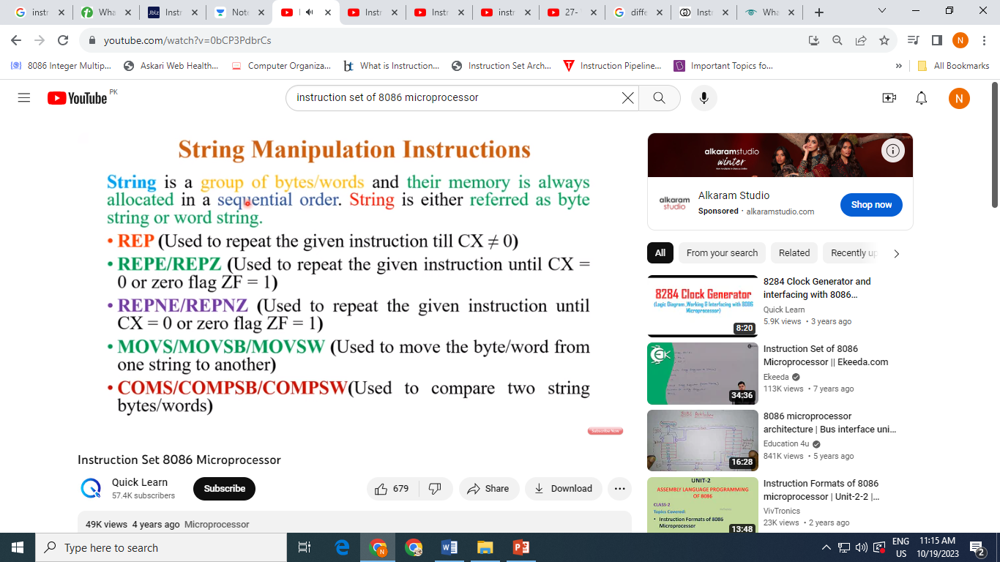 instr
Wha
Jblz
Instr
Note
I
Instr
Instr
instr
27-
diffe
Instr
Wha
youtube.com/watch?v=0bCP3PdbrCs
N
8086 Integer Multip...
Askari Web Health...
Computer Organiza...
bt
What is Instruction...
Instruction Set Arch...
Instruction Pipeline...
Important Topics fo...
»
All Bookmarks
YouTube PK
instruction set of 8086 microprocessor
N
String Manipulation Instructions
String is a group of bytes/words and their memory is always
allocated in a sequential order. String is either referred as byte
string or word string.
• REP (Used to repeat the given instruction till CX ≠ 0)
• REPE/REPZ (Used to repeat the given instruction until CX =
0 or zero flag ZF = 1)
• REPNE/REPNZ (Used to repeat the given instruction until
CX = 0 or zero flag ZF = 1)
• MOVS/MOVSB/MOVSW (Used to move the byte/word from
one string to another)
• COMS/COMPSB/COMPSW(Used to compare two string
bytes/words)
Subscribe Now
Instruction Set 8086 Microprocessor
Quick Learn
57.4K subscribers
Subscribe
679
Share
Download
49K views 4 years ago Microprocessor
alkaramstudio
winter
alkaram
studio
Alkaram Studio
Sponsored · alkaramstudio.com
Shop now
All
From your search
Related
Recently up
8284 Clock Generator
(Logic Diagram ,Working & Interfacing with 8086
Microprocessor)
8:20
8284 Clock Generator and
interfacing with 8086…
Quick Learn
5.9K views • 3 years ago
34:36
Instruction Set of 8086
Microprocessor || Ekeeda.com
Ekeeda
113K views • 7 years ago
16:28
8086 microprocessor
architecture | Bus interface uni…
Education 4u
841K views • 5 years ago
UNIT-2
ASSEMBLY LANGUAGE PROGRAMMING
OF 8086
CLASS-2
Topics Covered:
• Instruction Formats of 8086
Microprocessor
13:48
Instruction Formats of 8086
microprocessor | Unit-2-2 |…
VivTronics
23K views • 2 years ago
Type here to search
ENG
US
11:15 AM
10/19/2023
2